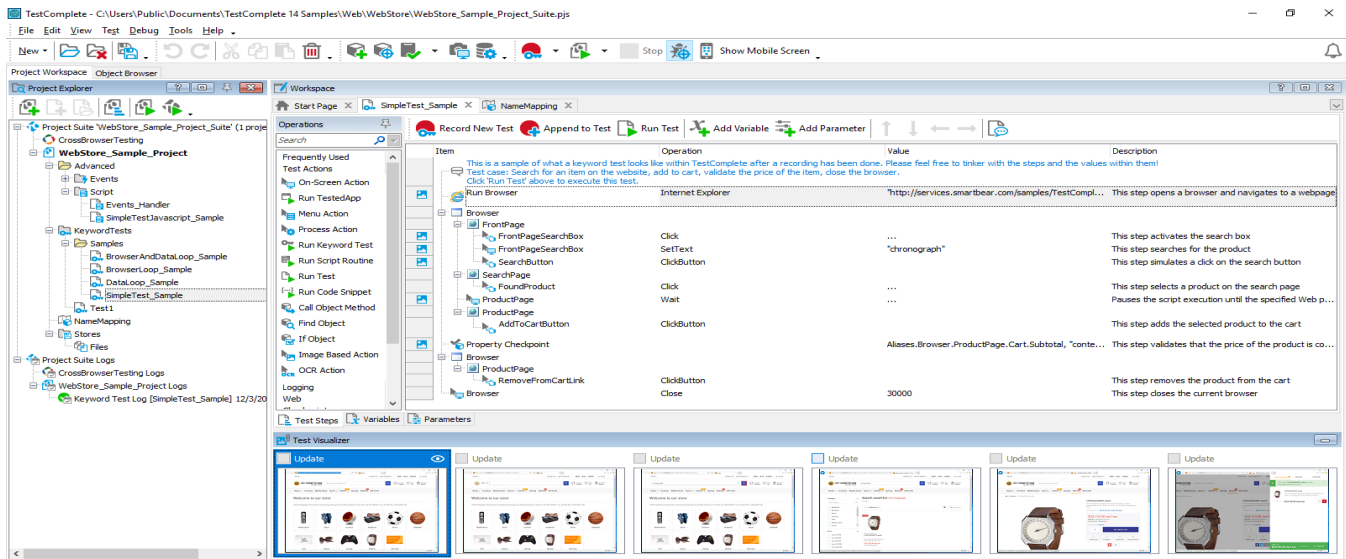 TestComplete - C:\Users\Public\Documents\TestComplete 14 Samples\Web\WebStore\WebStore_Sample_Project_Suite.pjs
File Edit View Test Debug Tools Help
New Stop Show Mobile Screen
Project Workspace Object Browser
Project Explorer
Project Suite 'WebStore_Sample_Project_Suite' (1 proje
CrossBrowserTesting
WebStore_Sample_Project
Advanced
Events
Script
Events_Handler
SimpleTestJavascript_Sample
KeywordTests
Samples
BrowserAndDataLoop_Sample
BrowserLoop_Sample
DataLoop_Sample
SimpleTest_Sample
Test1
NameMapping
Stores
Files
Project Suite Logs
CrossBrowserTesting Logs
WebStore_Sample_Project Logs
Keyword Test Log [SimpleTest_Sample] 12/3/20
Workspace
Start Page SimpleTest_Sample NameMapping
Operations
Search
Frequently Used
Test Actions
On-Screen Action
Run TestedApp
Menu Action
Process Action
Run Keyword Test
Run Script Routine
Run Test
Run Code Snippet
Call Object Method
Find Object
If Object
Image Based Action
OCR Action
Logging
Web
Record New Test Append to Test Run Test Add Variable Add Parameter
Item Operation Value Description
This is a sample of what a keyword test looks like within TestComplete after a recording has been done. Please feel free to tinker with the steps and the values within them!
Test case: Search for an item on the website, add to cart, validate the price of the item, close the browser.
Click 'Run Test' above to execute this test.
Run Browser Internet Explorer "http://services.smartbear.com/samples/TestCompl... This step opens a browser and navigates to a webpage
Browser
FrontPage
FrontPageSearchBox Click ... This step activates the search box
FrontPageSearchBox SetText "chronograph" This step searches for the product
SearchButton ClickButton This step simulates a click on the search button
SearchPage
FoundProduct Click ... This step selects a product on the search page
ProductPage Wait ... Pauses the script execution until the specified Web p...
ProductPage
AddToCartButton ClickButton This step adds the selected product to the cart
Property Checkpoint Aliases.Browser.ProductPage.Cart.Subtotal, "conte... This step validates that the price of the product is co...
Browser
ProductPage
RemoveFromCartLink ClickButton This step removes the product from the cart
Browser Close 30000 This step closes the current browser
Test Steps Variables Parameters
Test Visualizer
Update Update Update Update Update Update
Welcome to our store Welcome to our store Welcome to our store